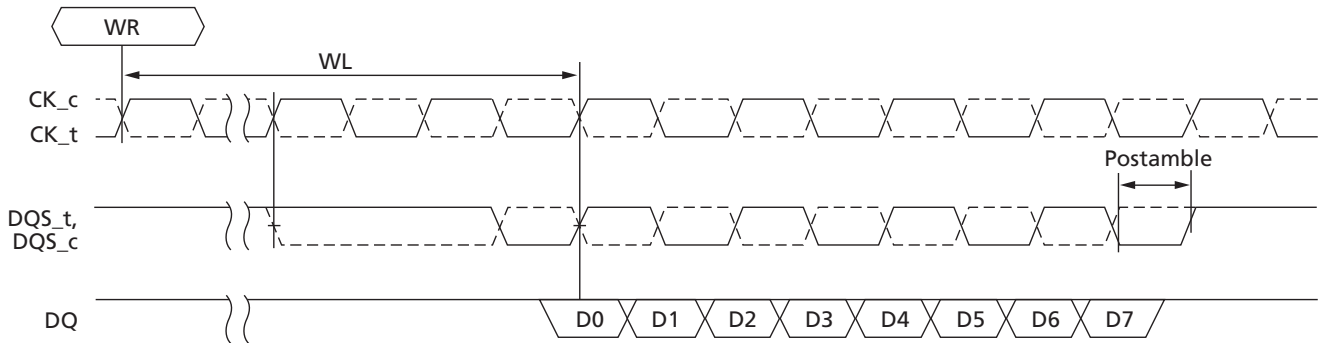 WR
WL
CK_c
CK_t
Postamble
DQS_t,
DQS_c
DQ
D0 D1 D2 D3 D4 D5 D6 D7